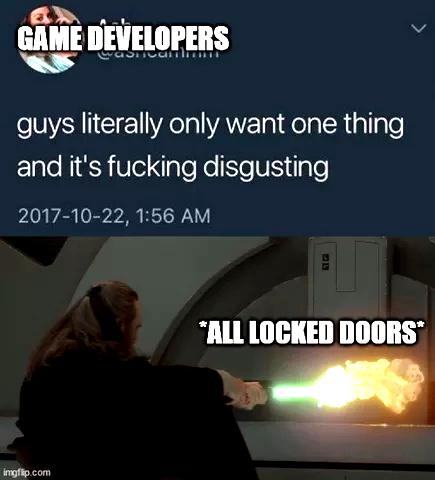 GAME DEVELOPERS
guys literally only want one thing
and it's fucking disgusting
2017-10-22, 1:56 AM
*ALL LOCKED DOORS*
imgflip.com